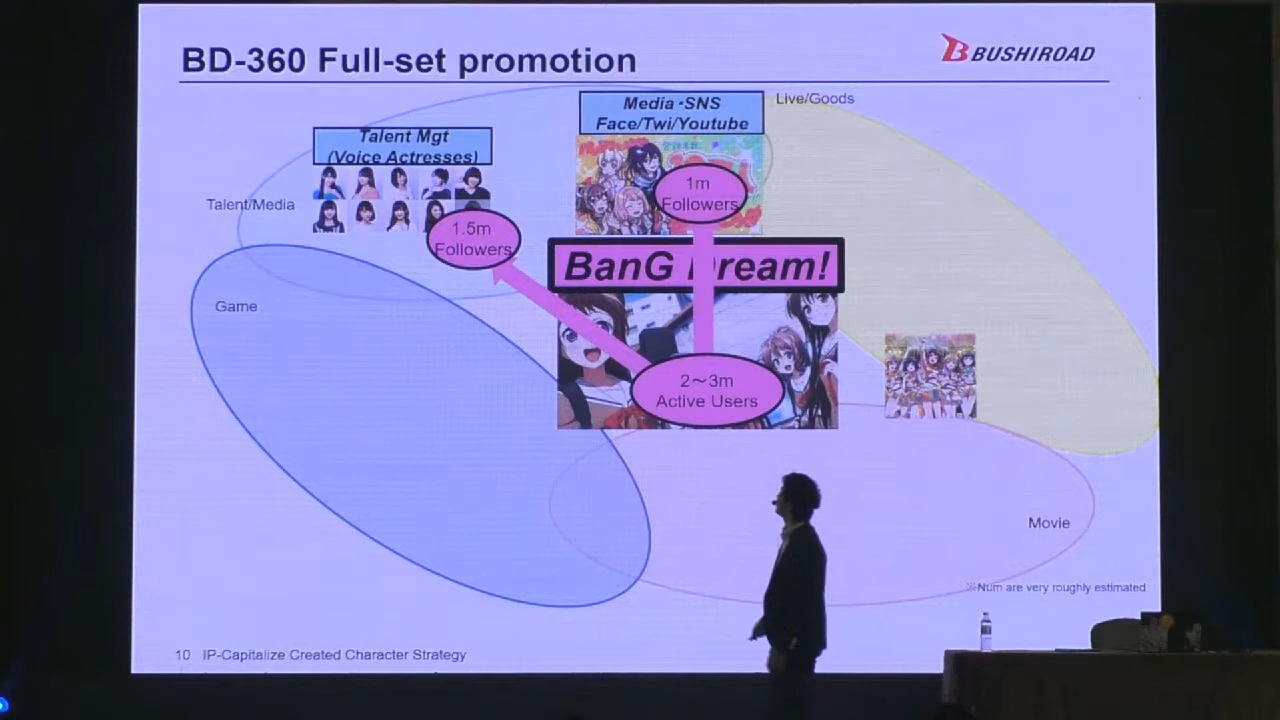 BD-360 Full-set promotion
BUSHIROAD
Media・SNS
Face/Twi/Youtube
Live/Goods
Talent Mgt
(Voice Actresses)
Talent/Media
1m
Followers
1.5m
Followers
BanG Dream!
Game
2～3m
Active Users
Movie
※Num are very roughly estimated
10 IP-Capitalize Created Character Strategy